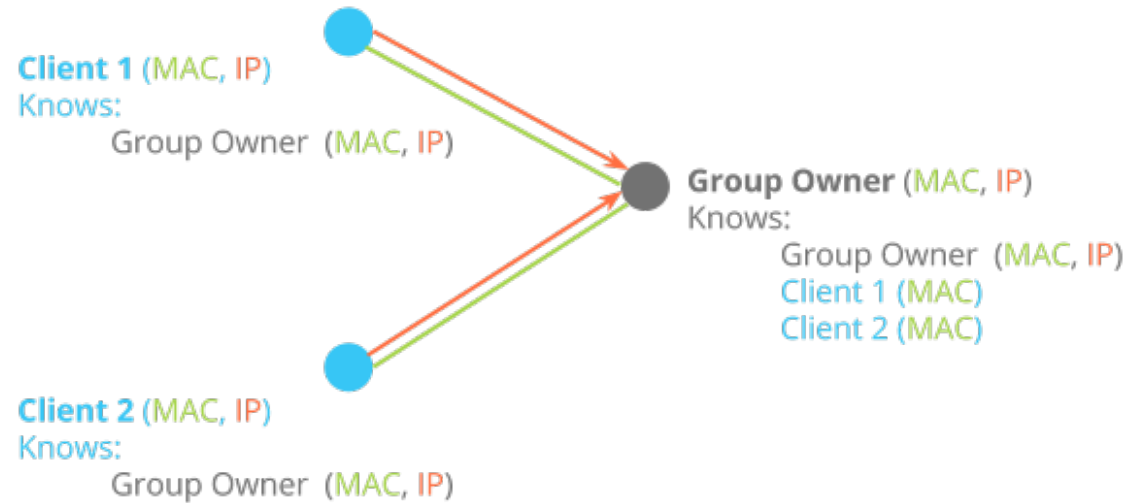 Client 1 (MAC, IP)
Knows:
Group Owner (MAC, IP)
Group Owner (MAC, IP)
Knows:
Group Owner (MAC, IP)
Client 1 (MAC)
Client 2 (MAC)
Client 2 (MAC, IP)
Knows:
Group Owner (MAC, IP)